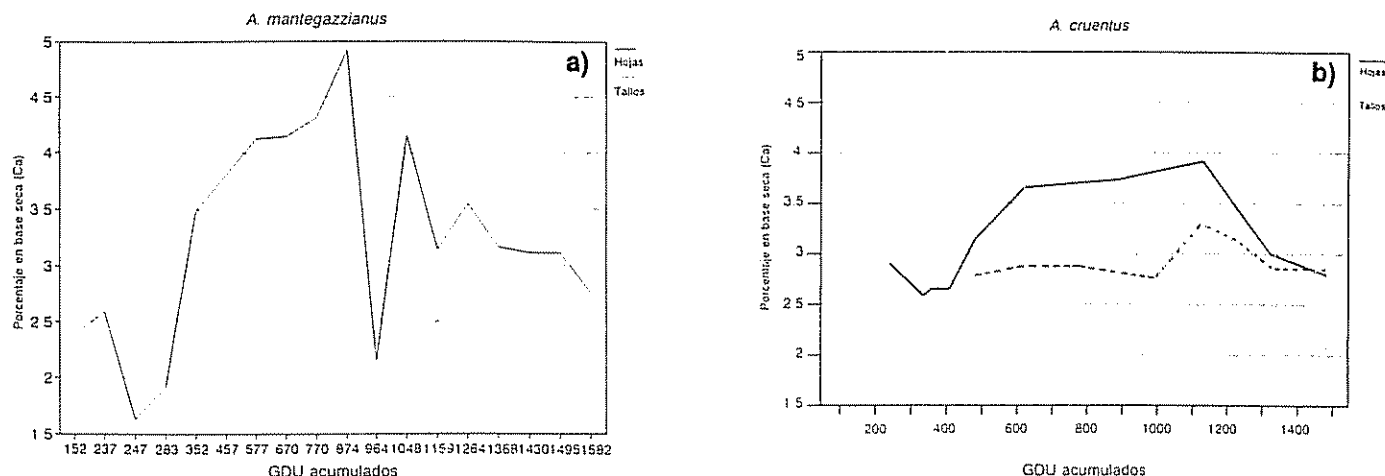 A. mantegazzianus
a)
Hojas
Tallos
Porcentaje en base seca (Ca)
5
4 5
4
3.5
3
2 5
2
1 5
152 237 247 283 352 457 577 670 770 874 964 1048 1159 1264 1368 1430 1495 1592
GDU acumulados
A. cruentus
b)
Hojas
Tallos
Porcentaje en base seca (Ca)
5
4 5
4
3.5
3
2.5
2
1 5
200 400 600 800 1000 1200 1400
GDU acumulados